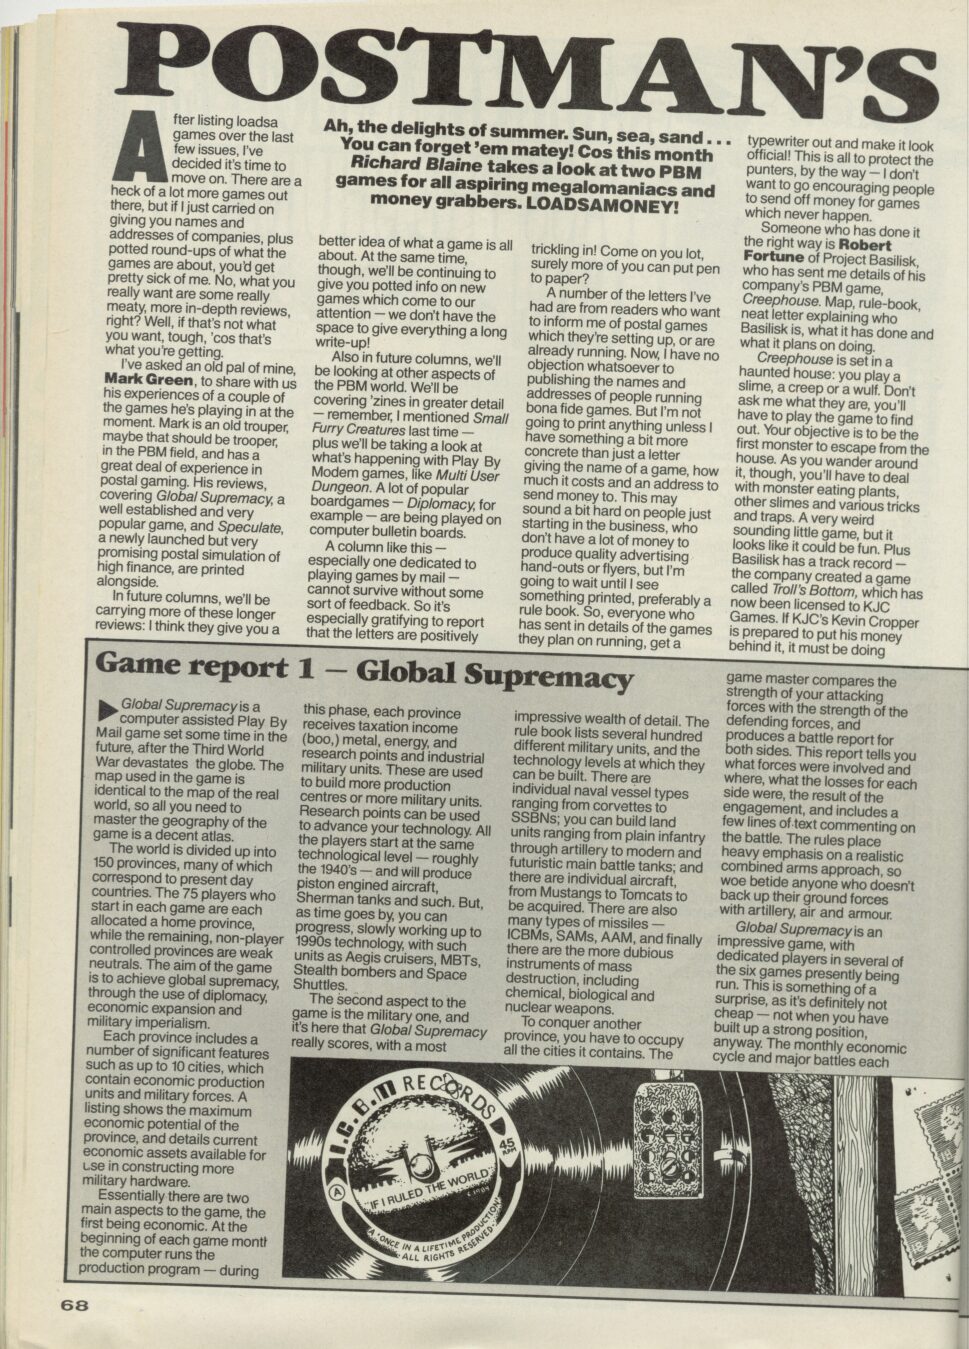 POSTMAN'S
After listing loadsa
games over the last
few issues, I've
decided it's time to
move on. There are a
heck of a lot more games out
there, but if I just carried on
giving you names and
addresses of companies, plus
potted round-ups of what the
games are about, you'd get
pretty sick of me. No, what you
really want are some really
meaty, more in-depth reviews,
right? Well, if that's not what
you want, tough, 'cos that's
what you're getting.
I've asked an old pal of mine,
Mark Green, to share with us
his experiences of a couple of
the games he's playing in at the
moment. Mark is an old trouper,
maybe that should be trooper,
in the PBM field, and has a
great deal of experience in
postal gaming. His reviews,
covering Global Supremacy, a
well established and very
popular game, and Speculate,
a newly launched but very
promising postal simulation of
high finance, are printed
alongside.
In future columns, we'll be
carrying more of these longer
reviews: I think they give you a
Ah, the delights of summer. Sun, sea, sand . . .
You can forget 'em matey! Cos this month
Richard Blaine takes a look at two PBM
games for all aspiring megalomaniacs and
money grabbers. LOADSAMONEY!
better idea of what a game is all
about. At the same time,
though, we'll be continuing to
give you potted info on new
games which come to our
attention — we don't have the
space to give everything a long
write-up!
Also in future columns, we'll
be looking at other aspects of
the PBM world. We'll be
covering 'zines in greater detail
— remember, I mentioned Small
Furry Creatures last time —
plus we'll be taking a look at
what's happening with Play By
Modem games, like Multi User
Dungeon. A lot of popular
boardgames — Diplomacy, for
example — are being played on
computer bulletin boards.
A column like this —
especially one dedicated to
playing games by mail —
cannot survive without some
sort of feedback. So it's
especially gratifying to report
that the letters are positively
trickling in! Come on you lot,
surely more of you can put pen
to paper?
A number of the letters I've
had are from readers who want
to inform me of postal games
which they're setting up, or are
already running. Now, I have no
objection whatsoever to
publishing the names and
addresses of people running
bona fide games. But I'm not
going to print anything unless I
have something a bit more
concrete than just a letter
giving the name of a game, how
much it costs and an address to
send money to. This may
sound a bit hard on people just
starting in the business, who
don't have a lot of money to
produce quality advertising
hand-outs or flyers, but I'm
going to wait until I see
something printed, preferably a
rule book. So, everyone who
has sent in details of the games
they plan on running, get a
typewriter out and make it look
official! This is all to protect the
punters, by the way — I don't
want to go encouraging people
to send off money for games
which never happen.
Someone who has done it
the right way is Robert
Fortune of Project Basilisk,
who has sent me details of his
company's PBM game,
Creephouse. Map, rule-book,
neat letter explaining who
Basilisk is, what it has done and
what it plans on doing.
Creephouse is set in a
haunted house: you play a
slime, a creep or a wulf. Don't
ask me what they are, you'll
have to play the game to find
out. Your objective is to be the
first monster to escape from the
house. As you wander around
it, though, you'll have to deal
with monster eating plants,
other slimes and various tricks
and traps. A very weird
sounding little game, but it
looks like it could be fun. Plus
Basilisk has a track record —
the company created a game
called Troll's Bottom, which has
now been licensed to KJC
Games. If KJC's Kevin Cropper
is prepared to put his money
behind it, it must be doing
Game report 1 — Global Supremacy
Global Supremacy is a
computer assisted Play By
Mail game set some time in the
future, after the Third World
War devastates the globe. The
map used in the game is
identical to the map of the real
world, so all you need to
master the geography of the
game is a decent atlas.
The world is divided up into
150 provinces, many of which
correspond to present day
countries. The 75 players who
start in each game are each
allocated a home province,
while the remaining, non-player
controlled provinces are weak
neutrals. The aim of the game
is to achieve global supremacy,
through the use of diplomacy,
economic expansion and
military imperialism.
Each province includes a
number of significant features
such as up to 10 cities, which
contain economic production
units and military forces. A
listing shows the maximum
economic potential of the
province, and details current
economic assets available for
use in constructing more
military hardware.
Essentially there are two
main aspects to the game, the
first being economic. At the
beginning of each game month
the computer runs the
production program — during
this phase, each province
receives taxation income
(boo,) metal, energy, and
research points and industrial
military units. These are used
to build more production
centres or more military units.
Research points can be used
to advance your technology. All
the players start at the same
technological level — roughly
the 1940's — and will produce
piston engined aircraft,
Sherman tanks and such. But,
as time goes by, you can
progress, slowly working up to
1990s technology, with such
units as Aegis cruisers, MBTs,
Stealth bombers and Space
Shuttles.
The second aspect to the
game is the military one, and
it's here that Global Supremacy
really scores, with a most
impressive wealth of detail. The
rule book lists several hundred
different military units, and the
technology levels at which they
can be built. There are
individual naval vessel types
ranging from corvettes to
SSBNs; you can build land
units ranging from plain infantry
through artillery to modern and
futuristic main battle tanks; and
there are individual aircraft,
from Mustangs to Tomcats to
be acquired. There are also
many types of missiles —
ICBMs, SAMs, AAM, and finally
there are the more dubious
instruments of mass
destruction, including
chemical, biological and
nuclear weapons.
To conquer another
province, you have to occupy
all the cities it contains. The
game master compares the
strength of your attacking
forces with the strength of the
defending forces, and
produces a battle report for
both sides. This report tells you
what forces were involved and
where, what the losses for each
side were, the result of the
engagement, and includes a
few lines of text commenting on
the battle. The rules place
heavy emphasis on a realistic
combined arms approach, so
woe betide anyone who doesn't
back up their ground forces
with artillery, air and armour.
Global Supremacy is an
impressive game, with
dedicated players in several of
the six games presently being
run. This is something of a
surprise, as it's definitely not
cheap — not when you have
built up a strong position,
anyway. The monthly economic
cycle and major battles each
RECORDS
45
RPM
A
IF I RULED THE WORLD
A 'ONCE IN A LIFETIME PRODUCTION'
ALL RIGHTS RESERVED
18
68